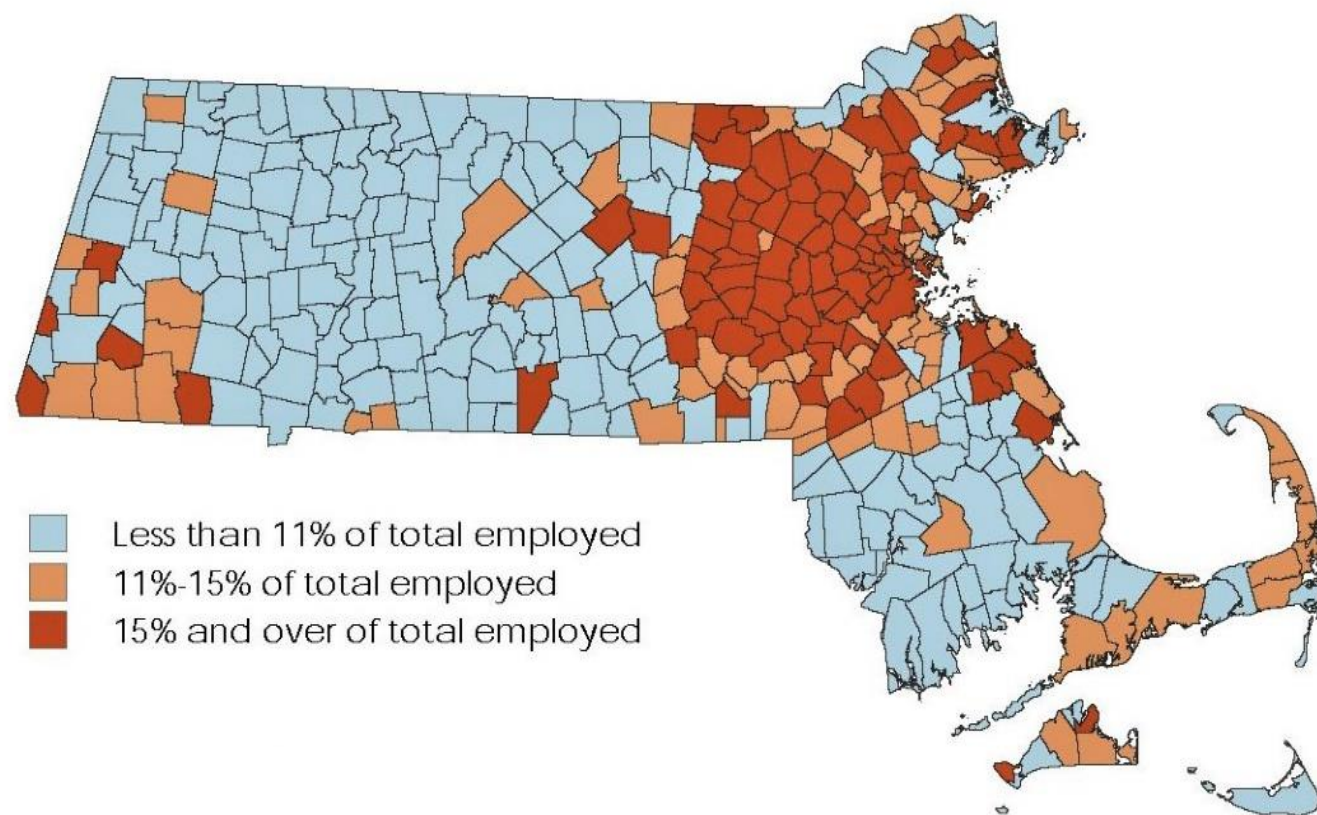 Less than 11% of total employed
11%-15% of total employed
15% and over of total employed